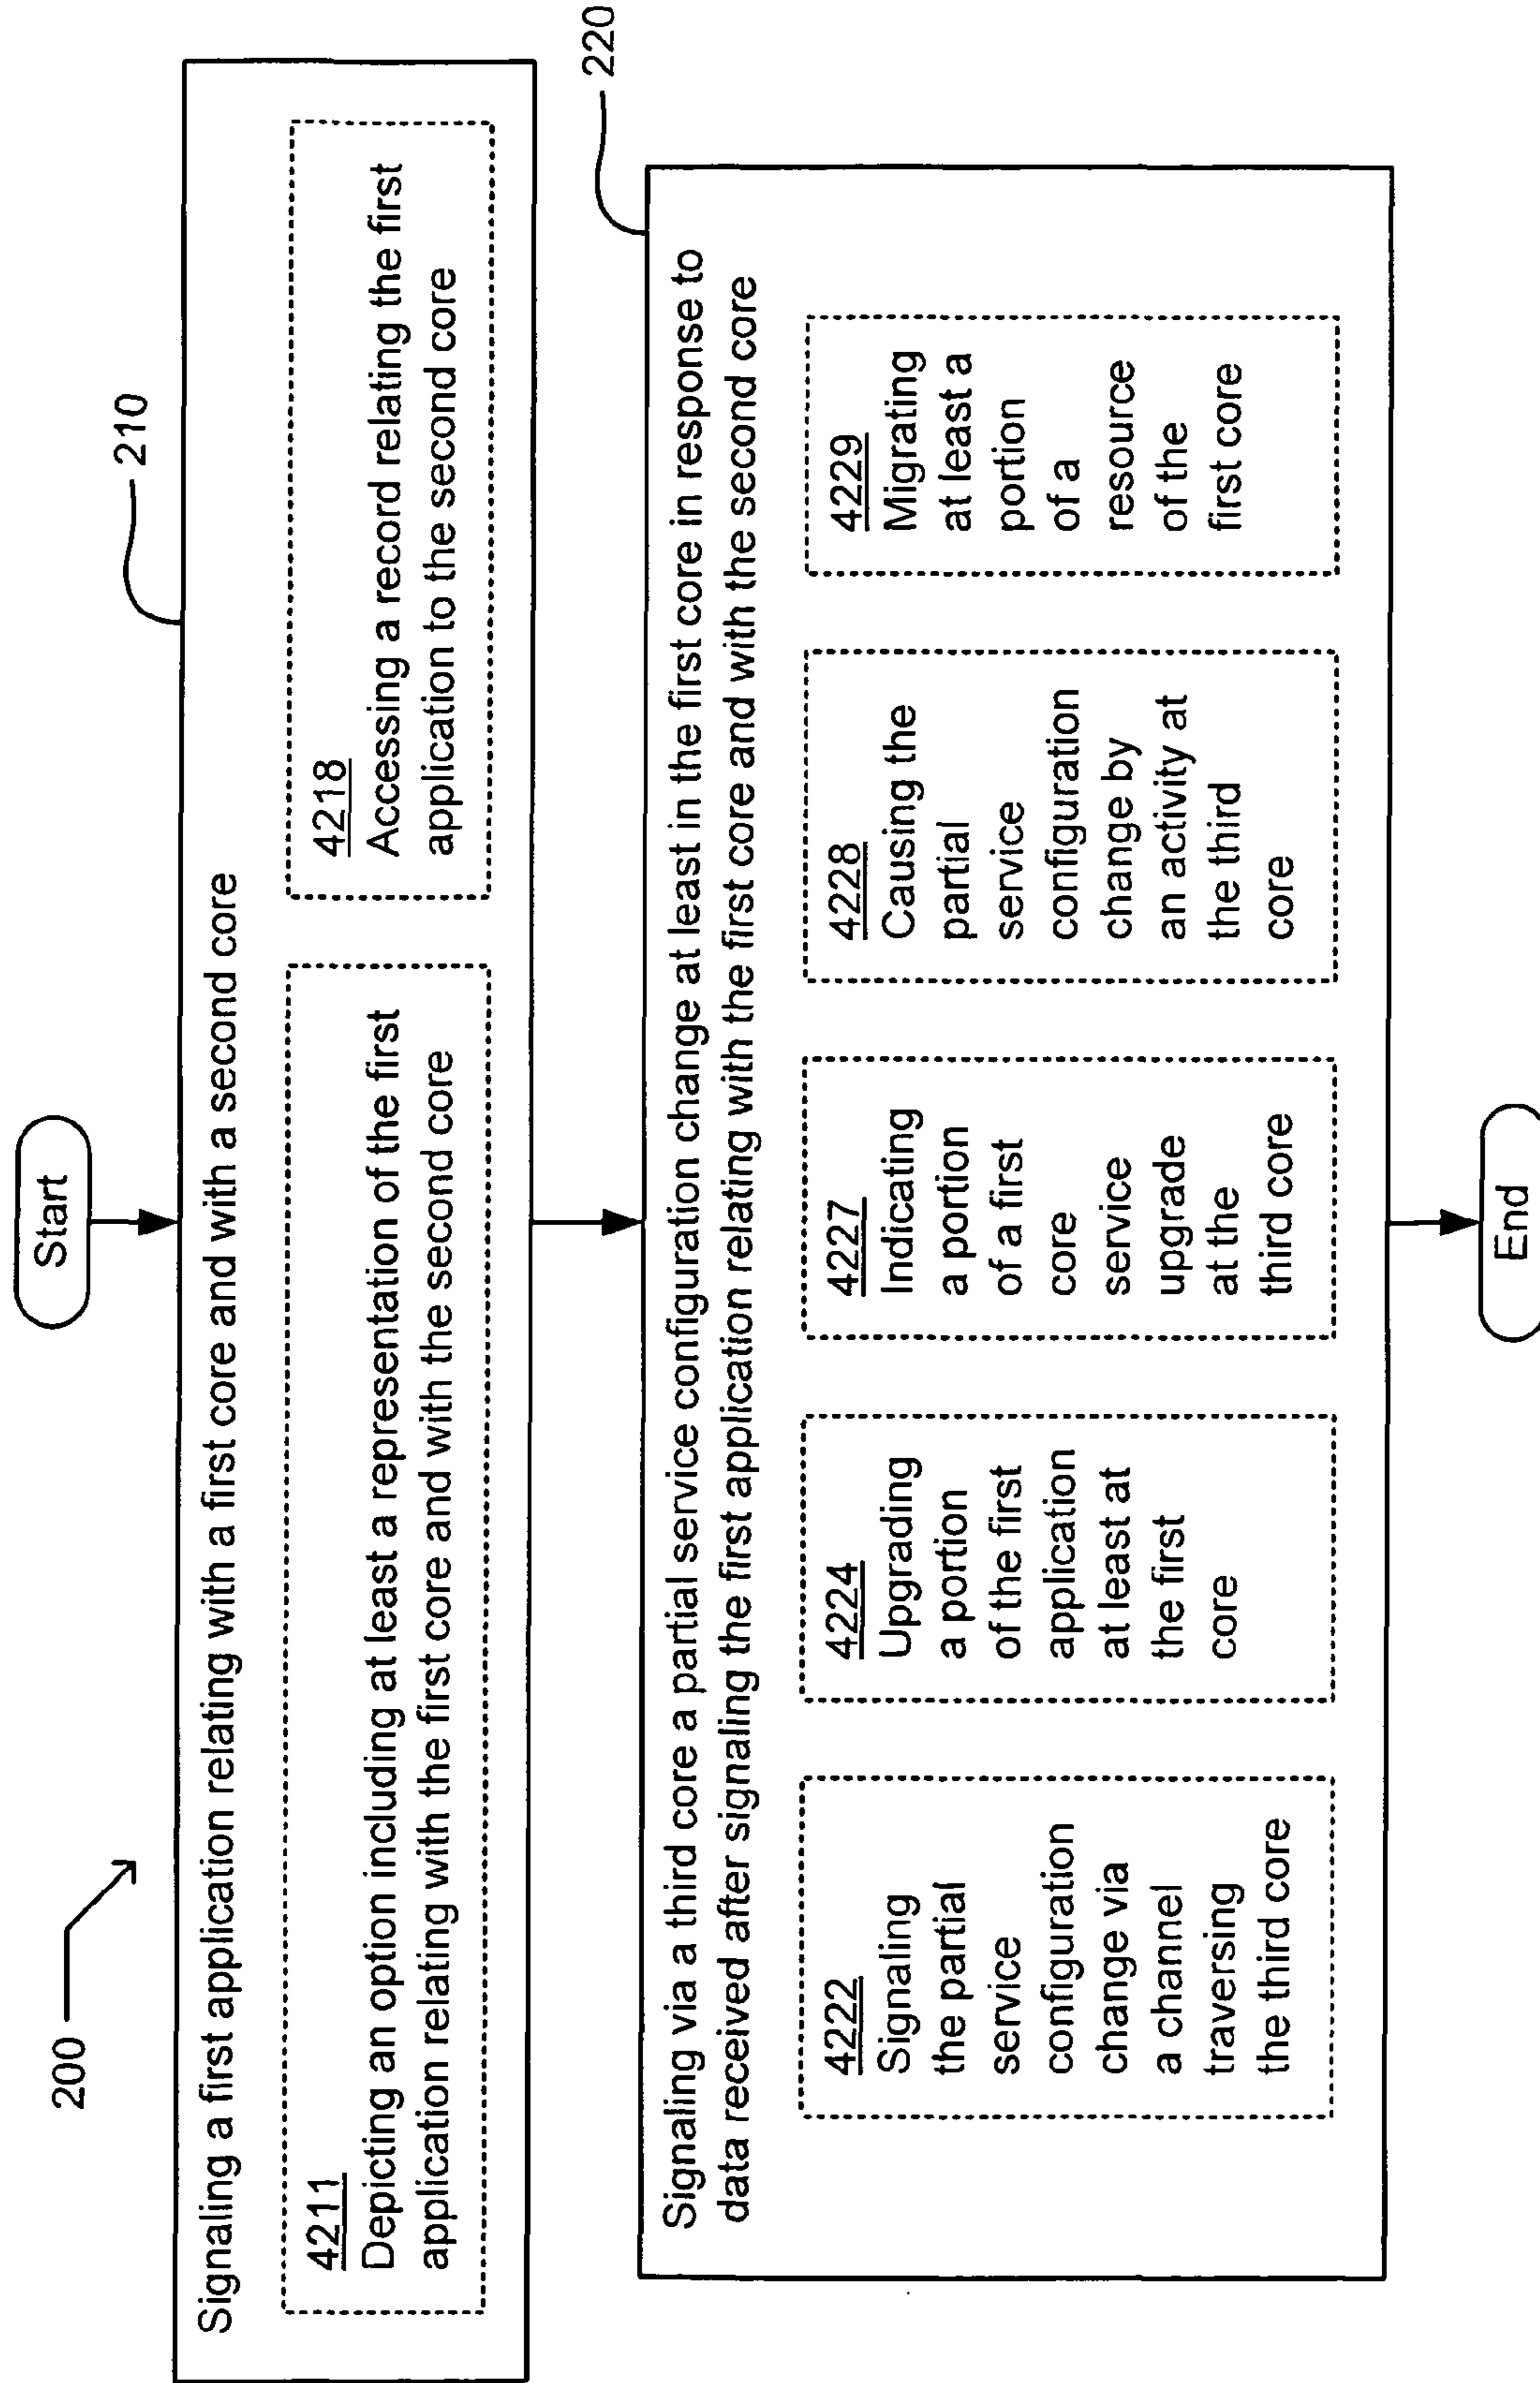 200
Start
210
Signaling a first application relating with a first core and with a second core
4211
Depicting an option including at least a representation of the first
application relating with the first core and with the second core
4218
Accessing a record relating the first
application to the second core
220
Signaling via a third core a partial service configuration change at least in the first core in response to
data received after signaling the first application relating with the first core and with the second core
4222
Signaling
the partial
service
configuration
change via
a channel
traversing
the third core
4224
Upgrading
a portion
of the first
application
at least at
the first
core
4227
Indicating
a portion
of a first
core
service
upgrade
at the
third core
4228
Causing the
partial
service
configuration
change by
an activity at
the third
core
4229
Migrating
at least a
portion
of a
resource
of the
first core
End